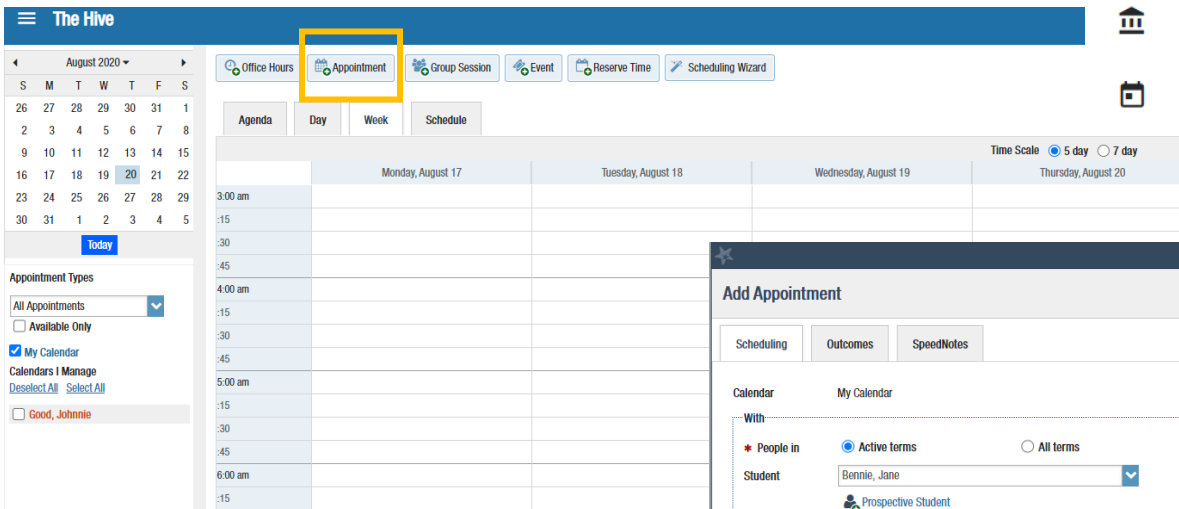 The Hive
August 2020
S M T W T F S
26 27 28 29 30 31 1
2 3 4 5 6 7 8
9 10 11 12 13 14 15
16 17 18 19 20 21 22
23 24 25 26 27 28 29
30 31 1 2 3 4 5
Today
Appointment Types
All Appointments
Available Only
My Calendar
Calendars I Manage
Deselect All Select All
Good, Johnnie
Office Hours Appointment Group Session Event Reserve Time Scheduling Wizard
Agenda Day Week Schedule
Time Scale 5 day 7 day
Monday, August 17 Tuesday, August 18 Wednesday, August 19 Thursday, August 20
3:00 am
:15
:30
:45
4:00 am
:15
:30
:45
5:00 am
:15
:30
:45
6:00 am
:15
Add Appointment
Scheduling Outcomes SpeedNotes
Calendar My Calendar
With
* People in Active terms All terms
Student Bennie, Jane
Prospective Student